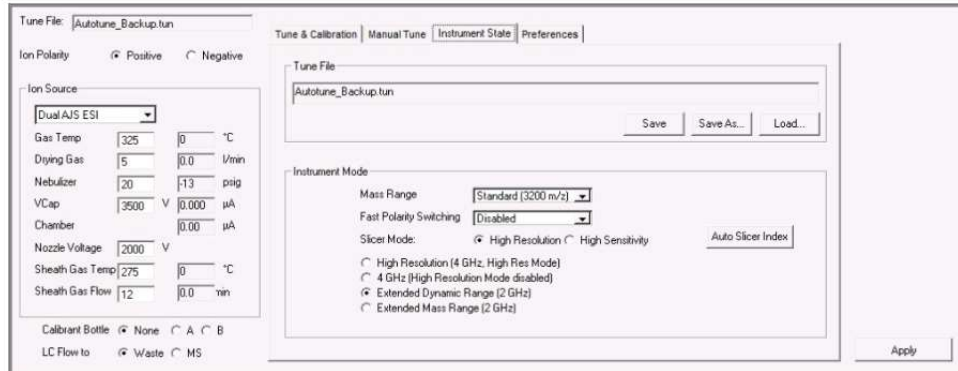 Tune File: Autotune_Backup.tun
Ion Polarity Positive Negative
Ion Source
Dual AJS ESI
Gas Temp 325 0 °C
Drying Gas 5 0.0 l/min
Nebulizer 20 -13 psig
VCap 3500 V 0.000 µA
Chamber 0.00 µA
Nozzle Voltage 2000 V
Sheath Gas Temp 275 0 °C
Sheath Gas Flow 12 0.0 min
Calibrant Bottle None A B
LC Flow to Waste MS
Tune & Calibration Manual Tune Instrument State Preferences
Tune File
Autotune_Backup.tun
Save Save As... Load...
Instrument Mode
Mass Range Standard (3200 m/z)
Fast Polarity Switching Disabled
Slicer Mode: High Resolution High Sensitivity Auto Slicer Index
High Resolution (4 GHz, High Res Mode)
4 GHz (High Resolution Mode disabled)
Extended Dynamic Range (2 GHz)
Extended Mass Range (2 GHz)
Apply